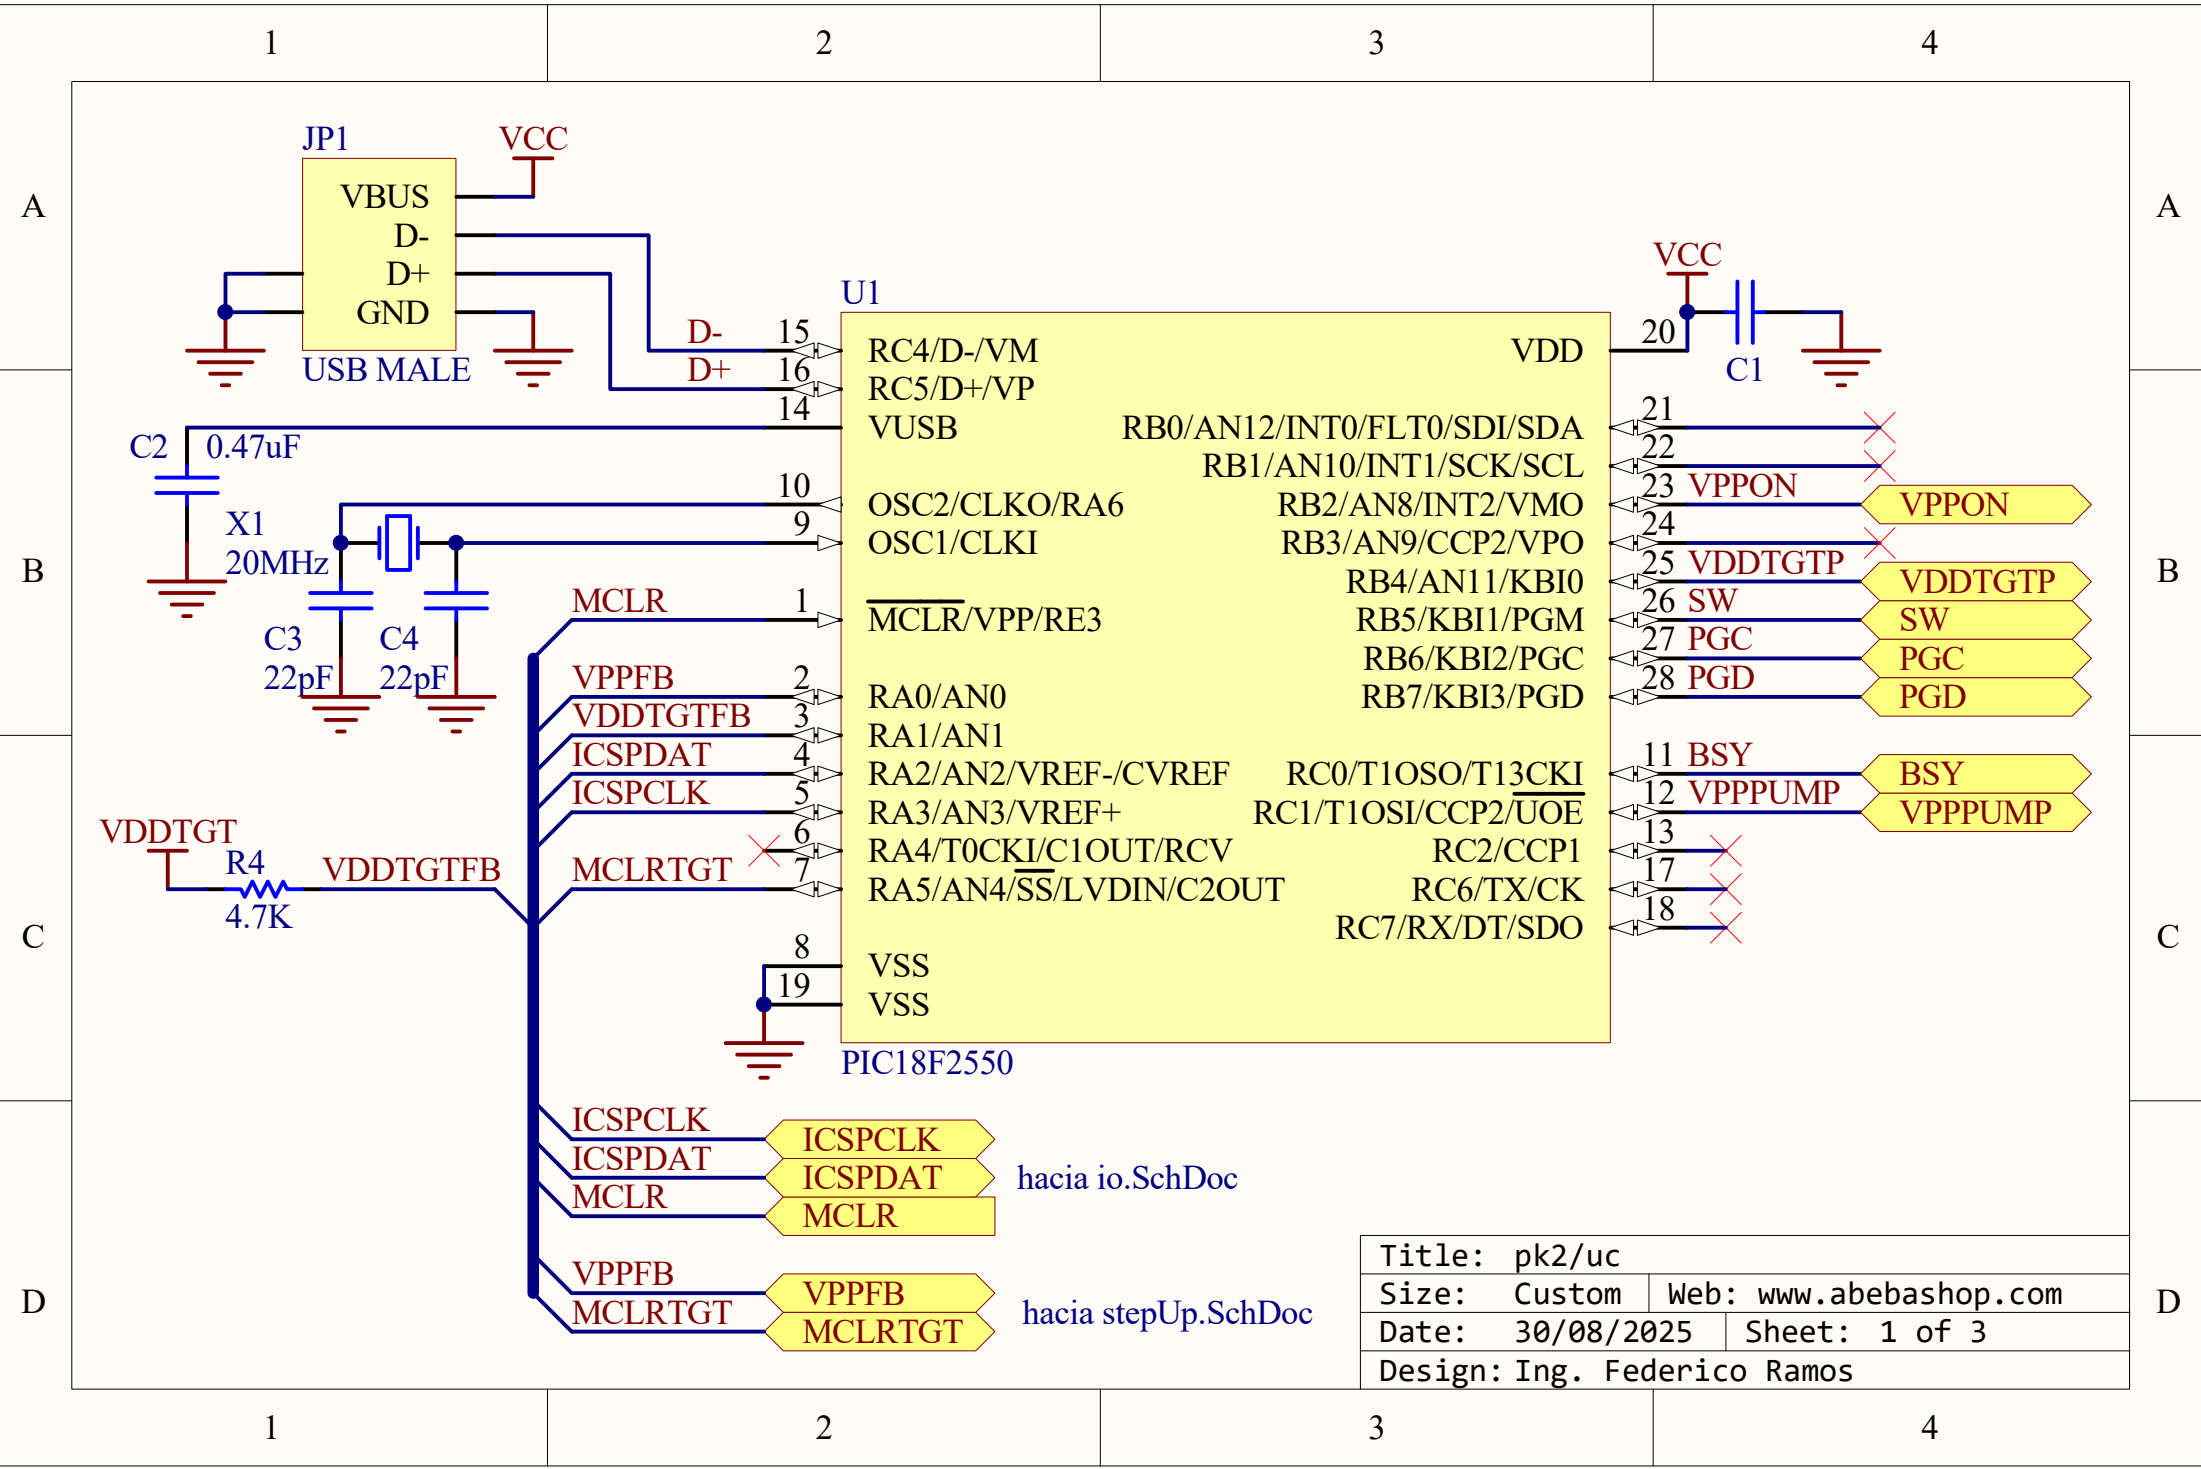 1 2 3 4
A A
B B
C C
D D
JP1
VCC
VBUS
D-
D+
GND
USB MALE
D-
D+
C2 0.47uF
X1
20MHz
C3
22pF
C4
22pF
MCLR
VPPFB
VDDTGTFB
ICSPDAT
ICSPCLK
MCLRTGT
VDDTGT
R4
4.7K
VDDTGTFB
U1
15 RC4/D-/VM
16 RC5/D+/VP
14 VUSB
10 OSC2/CLKO/RA6
9 OSC1/CLKI
1 MCLR/VPP/RE3
2 RA0/AN0
3 RA1/AN1
4 RA2/AN2/VREF-/CVREF
5 RA3/AN3/VREF+
6 RA4/T0CKI/C1OUT/RCV
7 RA5/AN4/SS/LVDIN/C2OUT
8 VSS
19 VSS
PIC18F2550
VCC
C1
VDD 20
RB0/AN12/INT0/FLT0/SDI/SDA 21
RB1/AN10/INT1/SCK/SCL 22
RB2/AN8/INT2/VMO 23 VPPON VPPON
RB3/AN9/CCP2/VPO 24
RB4/AN11/KBI0 25 VDDTGTP VDDTGTP
RB5/KBI1/PGM 26 SW SW
RB6/KBI2/PGC 27 PGC PGC
RB7/KBI3/PGD 28 PGD PGD
RC0/T1OSO/T13CKI 11 BSY BSY
RC1/T1OSI/CCP2/UOE 12 VPPPUMP VPPPUMP
RC2/CCP1 13
RC6/TX/CK 17
RC7/RX/DT/SDO 18
ICSPCLK ICSPCLK
ICSPDAT ICSPDAT
MCLR MCLR
hacia io.SchDoc
VPPFB VPPFB
MCLRTGT MCLRTGT
hacia stepUp.SchDoc
Title: pk2/uc
Size: Custom Web: www.abebashop.com
Date: 30/08/2025 Sheet: 1 of 3
Design: Ing. Federico Ramos
1 2 3 4